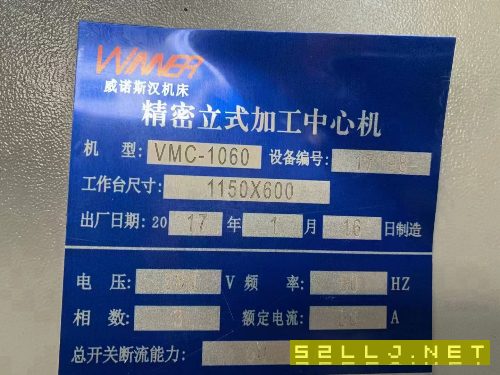 WINNER
威诺斯汉机床
精密立式加工中心机
机 型: VMC-1060 设备编号:
工作台尺寸: 1150X600
出厂日期: 2017 年 1 月 16 日制造
电 压: V 频 率: HZ
相 数: 额定电流: A
总开关断流能力:
52LLJ.NET